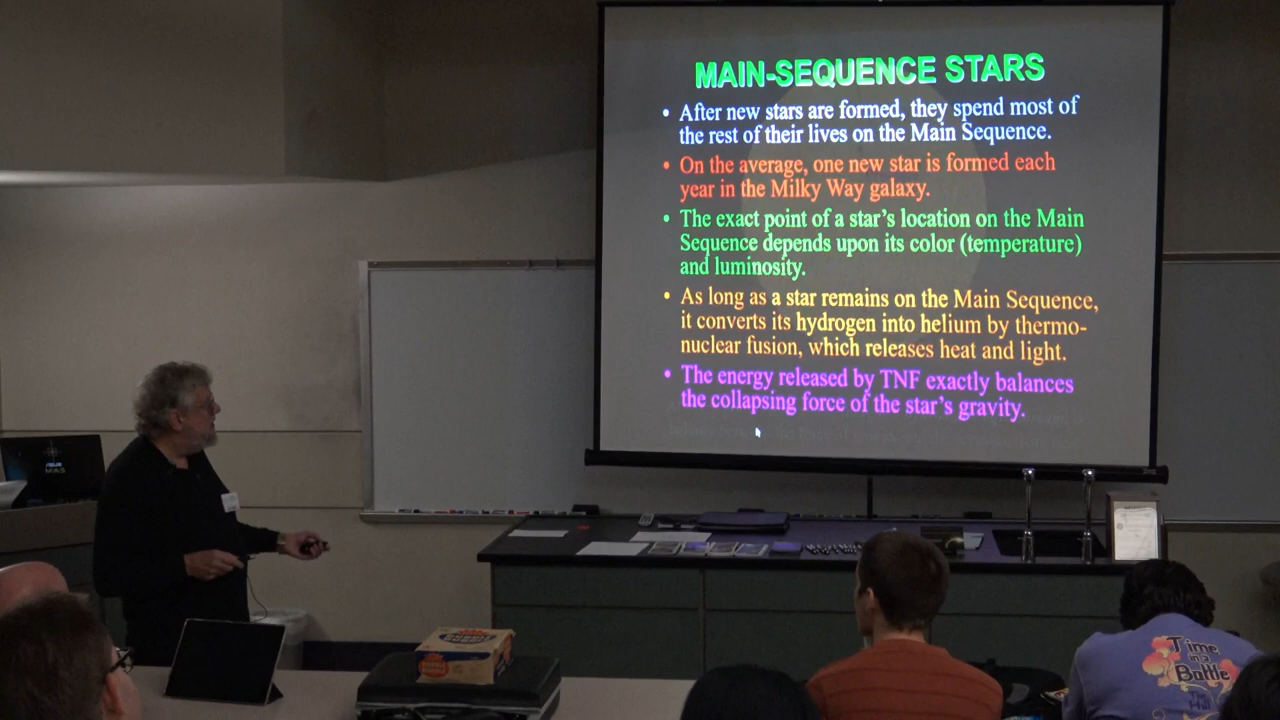 MAIN-SEQUENCE STARS
• After new stars are formed, they spend most of
the rest of their lives on the Main Sequence.
• On the average, one new star is formed each
year in the Milky Way galaxy.
• The exact point of a star's location on the Main
Sequence depends upon its color (temperature)
and luminosity.
• As long as a star remains on the Main Sequence,
it converts its hydrogen into helium by thermo-
nuclear fusion, which releases heat and light.
• The energy released by TNF exactly balances
the collapsing force of the star's gravity.
MAS
Time
in a
Battle
The